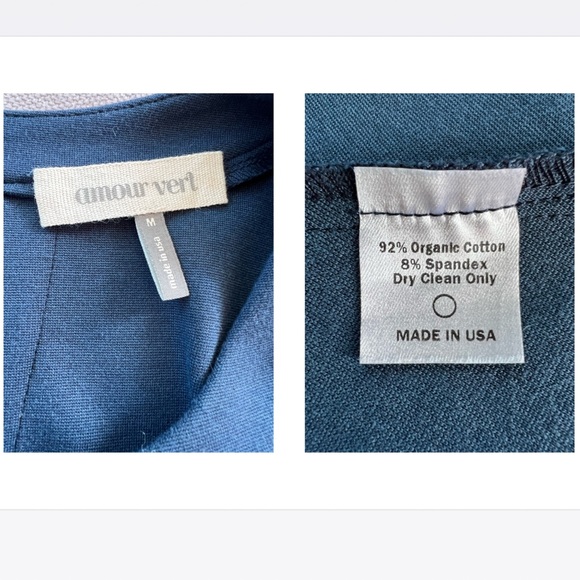 amour vert
M
made in usa
92% Organic Cotton
8% Spandex
Dry Clean Only
MADE IN USA